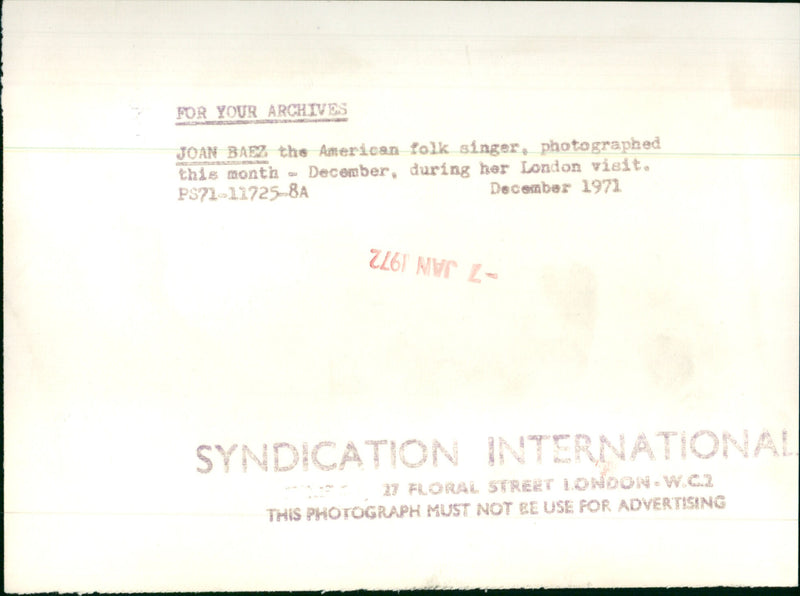 FOR YOUR ARCHIVES
JOAN BAEZ the American folk singer, photographed
this month - December, during her London visit.
PS71-11725-8A December 1971
-7 JAN 1972
SYNDICATION INTERNATIONAL
27 FLORAL STREET LONDON-W.C.2
THIS PHOTOGRAPH MUST NOT BE USE FOR ADVERTISING